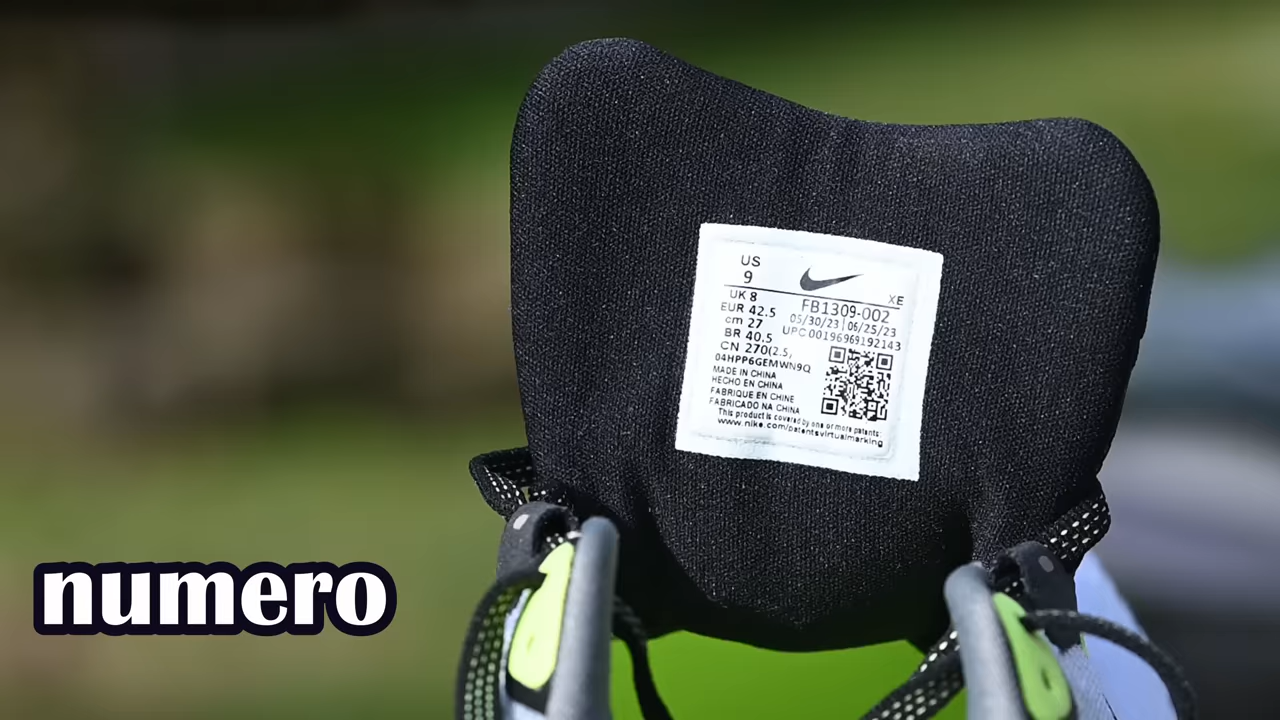 US
9
XE
UK 8
FB1309-002
EUR 42.5
05/30/23 | 06/25/23
cm 27
UPC 00196969192143
BR 40.5
CN 270(2.5,
04HPP6GEMWN9Q
MADE IN CHINA
HECHO EN CHINA
FABRIQUE EN CHINE
FABRICADO NA CHINA
This product is covered by one or more patents:
www.nike.com/patentsvirtualmarking
numero